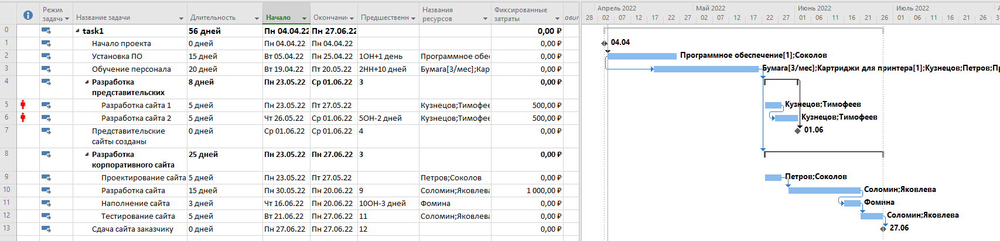 Режим задачи Название задачи Длительность Начало Окончание Предшественн Названия ресурсов Фиксированные затраты
Апрель 2022 Май 2022 Июнь 2022 Июль 2022
28 02 07 12 17 22 27 02 07 12 17 22 27 01 06 11 16 21 26 01 06 11 16 21 26
0 task1 56 дней Пн 04.04.22 Пн 27.06.22 0,00 ₽
1 Начало проекта 0 дней Пн 04.04.22 Пн 04.04.22 0,00 ₽ 04.04
2 Установка ПО 15 дней Вт 05.04.22 Пн 25.04.22 1ОН+1 день Программное обес 0,00 ₽ Программное обеспечение[1];Соколов
3 Обучение персонала 20 дней Вт 19.04.22 Пт 20.05.22 2НН+10 дней Бумага[3/мес];Кар 0,00 ₽ Бумага[3/мес];Картриджи для принтера[1];Кузнецов;Петров;Пр
4 Разработка представительских 8 дней Пн 23.05.22 Ср 01.06.22 3 0,00 ₽
5 Разработка сайта 1 5 дней Пн 23.05.22 Пт 27.05.22 Кузнецов;Тимофее 500,00 ₽ Кузнецов;Тимофеев
6 Разработка сайта 2 5 дней Чт 26.05.22 Ср 01.06.22 5ОН-2 дней Кузнецов;Тимофее 500,00 ₽ Кузнецов;Тимофеев
7 Представительские сайты созданы 0 дней Ср 01.06.22 Ср 01.06.22 4 0,00 ₽ 01.06
8 Разработка корпоративного сайта 25 дней Пн 23.05.22 Пн 27.06.22 3 0,00 ₽
9 Проектирование сайта 5 дней Пн 23.05.22 Пт 27.05.22 Петров;Соколов 0,00 ₽ Петров;Соколов
10 Разработка сайта 15 дней Пн 30.05.22 Пн 20.06.22 9 Соломин;Яковлева 1 000,00 ₽ Соломин;Яковлева
11 Наполнение сайта 3 дней Чт 16.06.22 Пн 20.06.22 10ОН-3 дней Фомина 0,00 ₽ Фомина
12 Тестирование сайта 5 дней Вт 21.06.22 Пн 27.06.22 11 Соломин;Яковлев 0,00 ₽ Соломин;Яковлева
13 Сдача сайта заказчику 0 дней Пн 27.06.22 Пн 27.06.22 12 0,00 ₽ 27.06